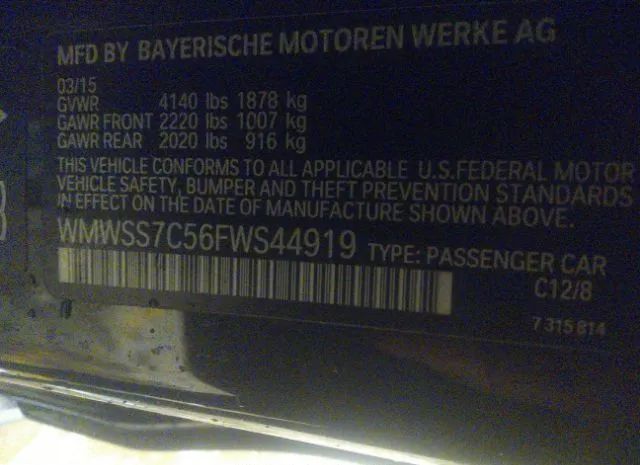 MFD BY BAYERISCHE MOTOREN WERKE AG
03/15
GVWR 4140 lbs 1878 kg
GAWR FRONT 2220 lbs 1007 kg
GAWR REAR 2020 lbs 916 kg
THIS VEHICLE CONFORMS TO ALL APPLICABLE U.S.FEDERAL MOTOR
VEHICLE SAFETY, BUMPER AND THEFT PREVENTION STANDARDS
IN EFFECT ON THE DATE OF MANUFACTURE SHOWN ABOVE.
WMWSS7C56FWS44919 TYPE: PASSENGER CAR
C12/8
7 315 814